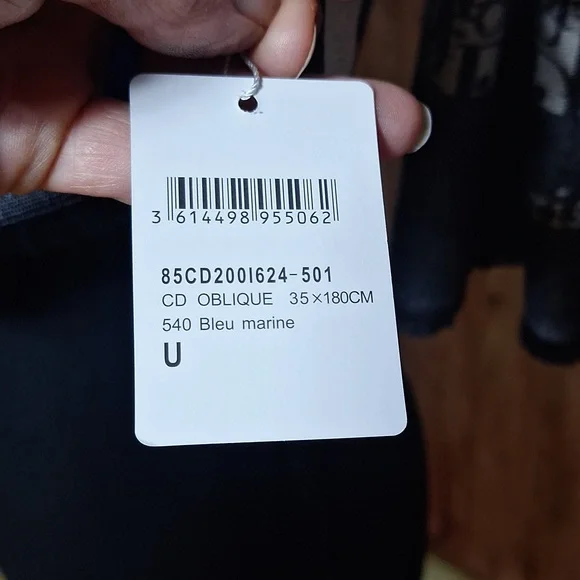 3 614498 955062
85CD200I624-501
CD OBLIQUE 35×180CM
540 Bleu marine
U